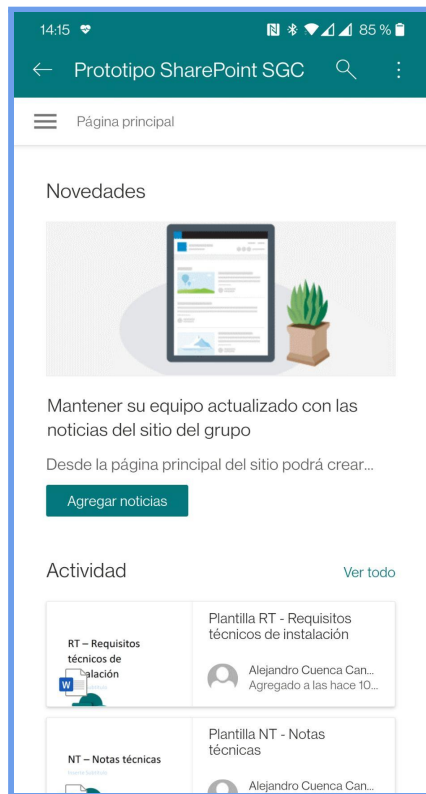 14:15 85 %
Prototipo SharePoint SGC
Página principal
Novedades
Mantener su equipo actualizado con las
noticias del sitio del grupo
Desde la página principal del sitio podrá crear...
Agregar noticias
Actividad Ver todo
RT – Requisitos
técnicos de
W
Plantilla RT - Requisitos
técnicos de instalación
Alejandro Cuenca Can...
Agregado a las hace 10...
NT – Notas técnicas
Plantilla NT - Notas
técnicas
Alejandro Cuenca Can...